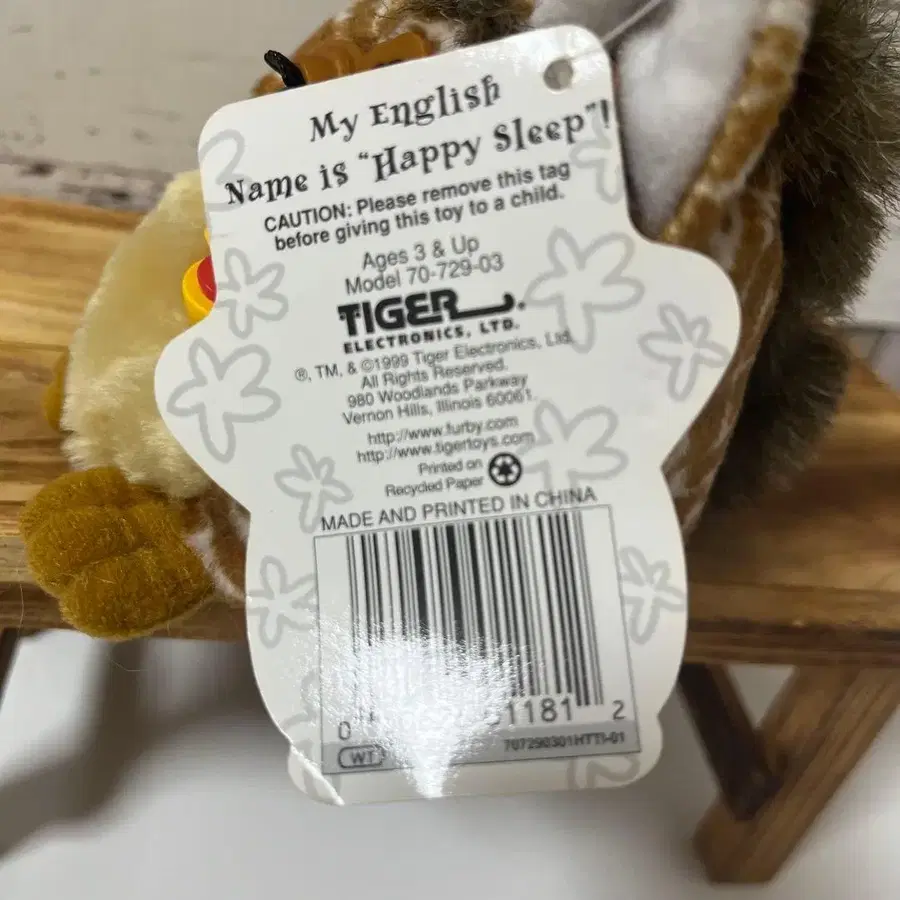 My English
Name is "Happy Sleep"!
CAUTION: Please remove this tag
before giving this toy to a child.
Ages 3 & Up
Model 70-729-03
TIGER
ELECTRONICS, LTD.
®, TM, & ©1999 Tiger Electronics, Ltd.
All Rights Reserved.
980 Woodlands Parkway
Vernon Hills, Illinois 60061
http://www.furby.com
http://www.tigertoys.com
Printed on
Recycled Paper
MADE AND PRINTED IN CHINA
0 1181 2
WT 707290301HTTI-01